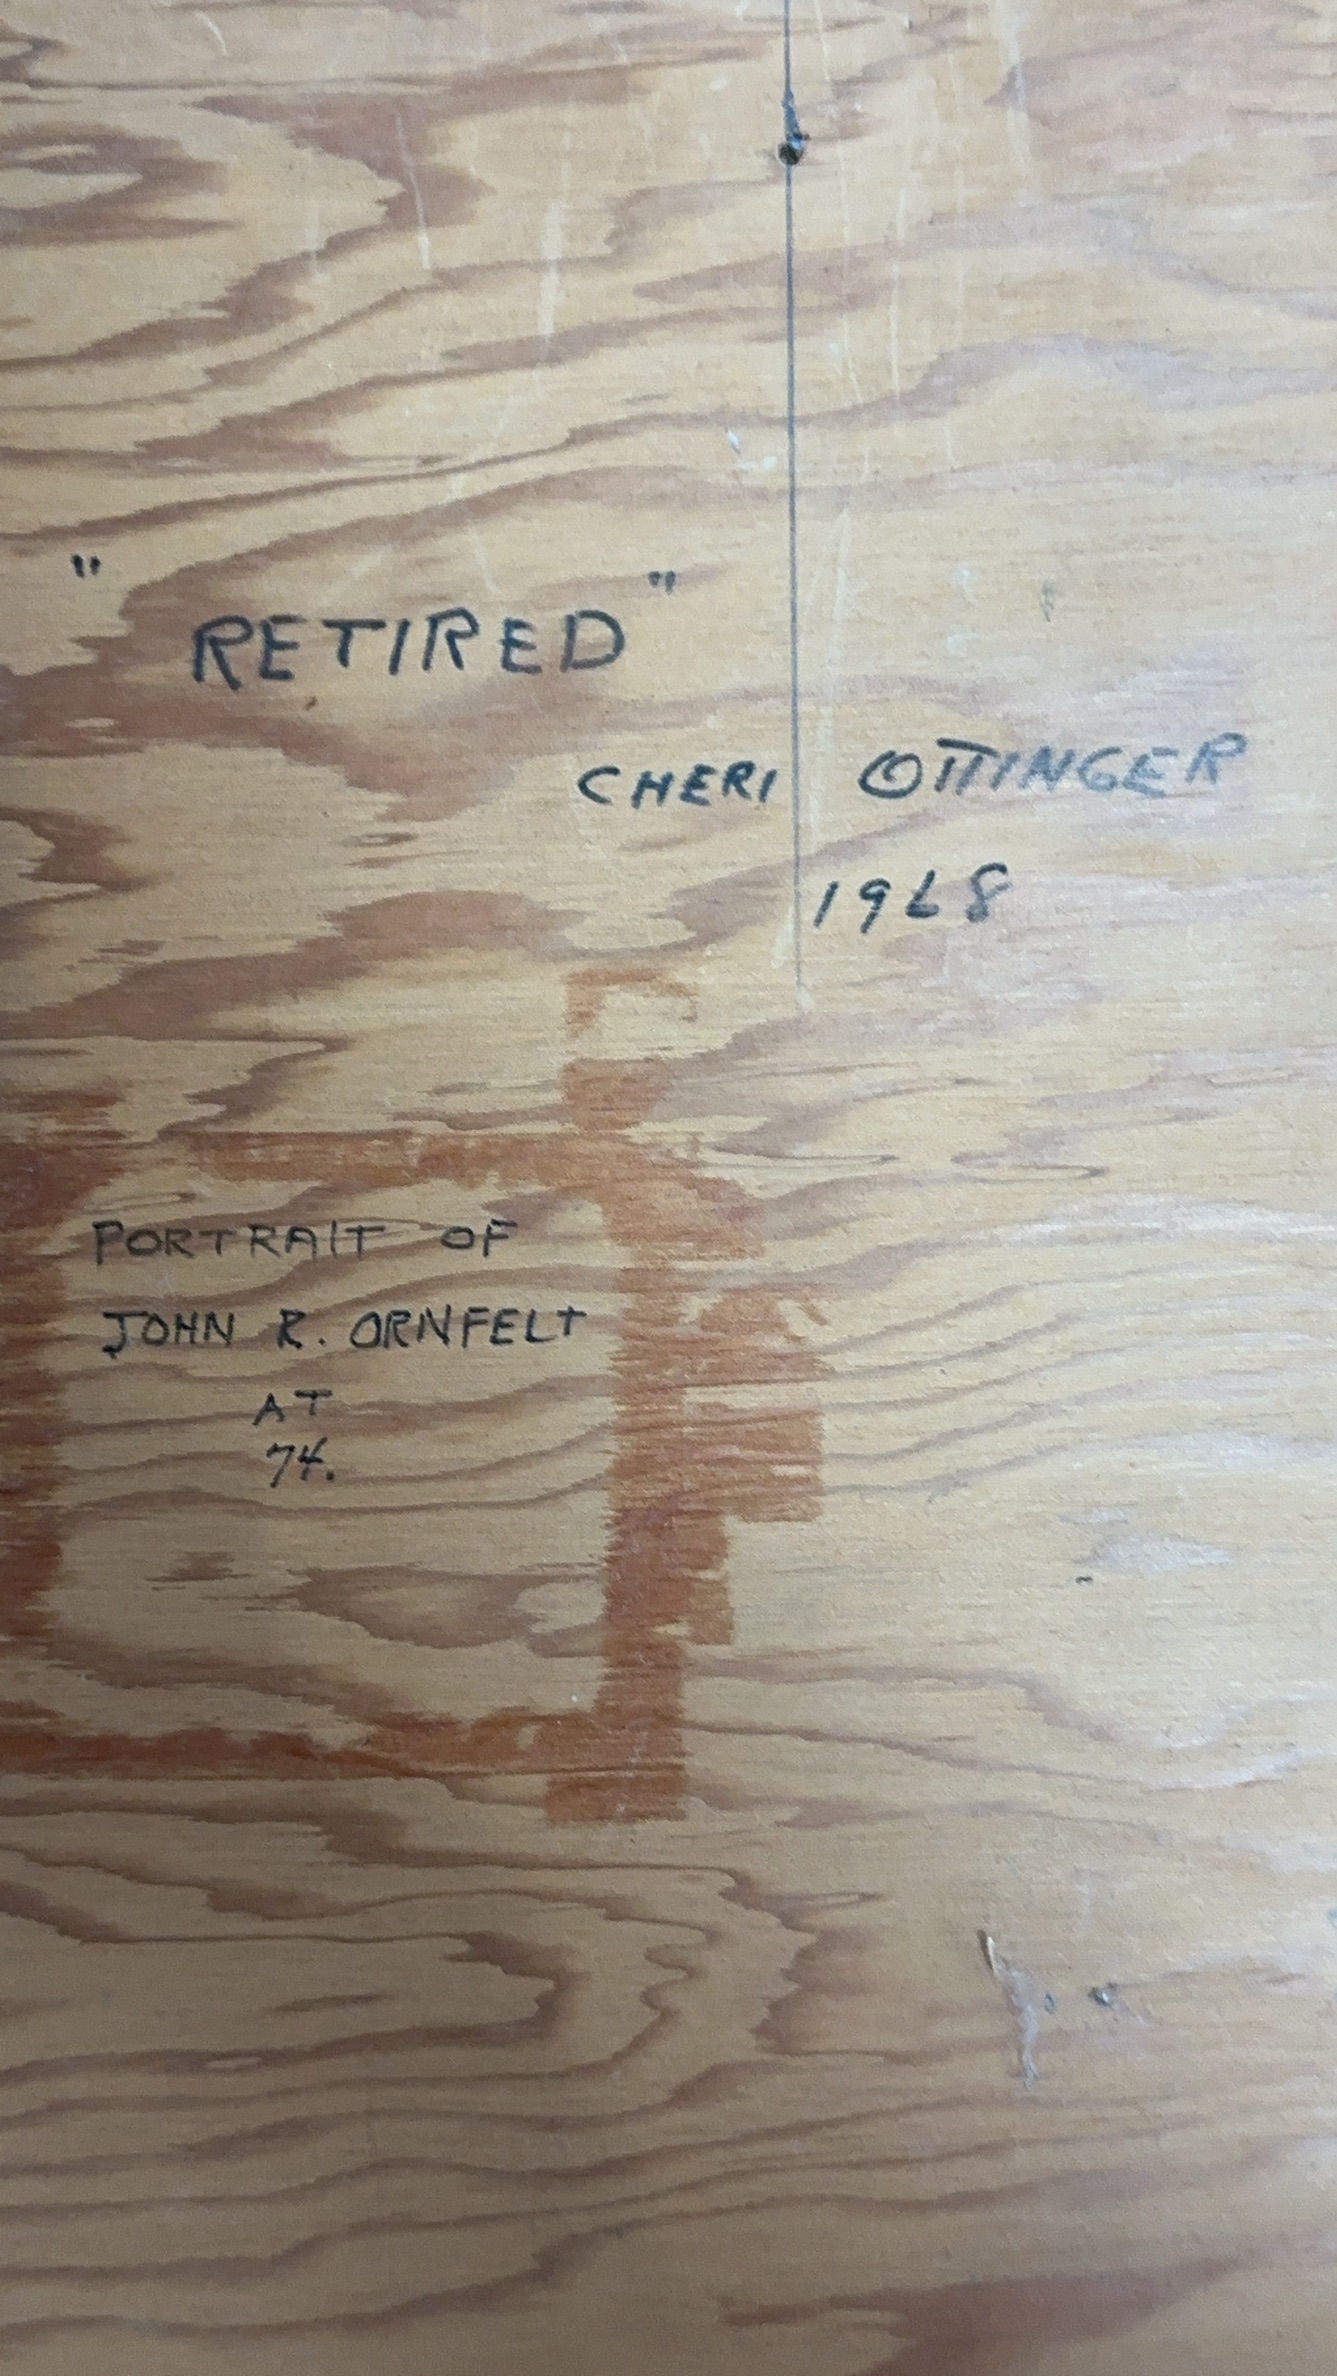 "RETIRED"
CHERI OTTINGER
1968
PORTRAIT OF
JOHN R. ORNFELT
AT
74.